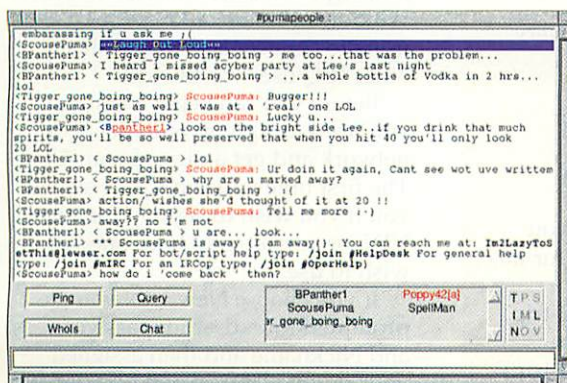 #pumapeople :
embarassing if u ask me ;(
<ScousePuma> ««Laugh Out Loud»»
<BPanther1> < Tigger_gone_boing_boing > me too...that was the problem...
<ScousePuma> I heard i missed acyber party at Lee's last night
<BPanther1> < Tigger_gone_boing_boing > ...a whole bottle of Vodka in 2 hrs...
lol
<Tigger_gone_boing_boing> ScousePuma: Bugger!!!
<ScousePuma> just as well i was at a 'real' one LOL
<Tigger_gone_boing_boing> ScousePuma: Lucky u...
<ScousePuma> <Bpanther1> look on the bright side Lee..if you drink that much
spirits, you'll be so well preserved that when you hit 40 you'll only look
20 LOL
<BPanther1> < ScousePuma > lol
<Tigger_gone_boing_boing> ScousePuma: Ur doin it again, Cant see wot uve writtem
<BPanther1> < ScousePuma > why are u marked away?
<BPanther1> < Tigger_gone_boing_boing > :(
<ScousePuma> action/ wishes she'd thought of it at 20 !!
<Tigger_gone_boing_boing> ScousePuma: Tell me more ;-)
<ScousePuma> away?? no I'm not
<BPanther1> < ScousePuma > u are... look...
<BPanther1> *** ScousePuma is away (I am away(). You can reach me at: Im2LazyToS
etThis@lewser.com For bot/script help type: /join #HelpDesk For general help
type: /join #mIRC For an IRCop type: /join #OperHelp)
<ScousePuma> how do i 'come back ' then?
Ping Query BPanther1 Poppy42[a] T P S
ScousePuma SpellMan I M L
WhoIs Chat er_gone_boing_boing N O V